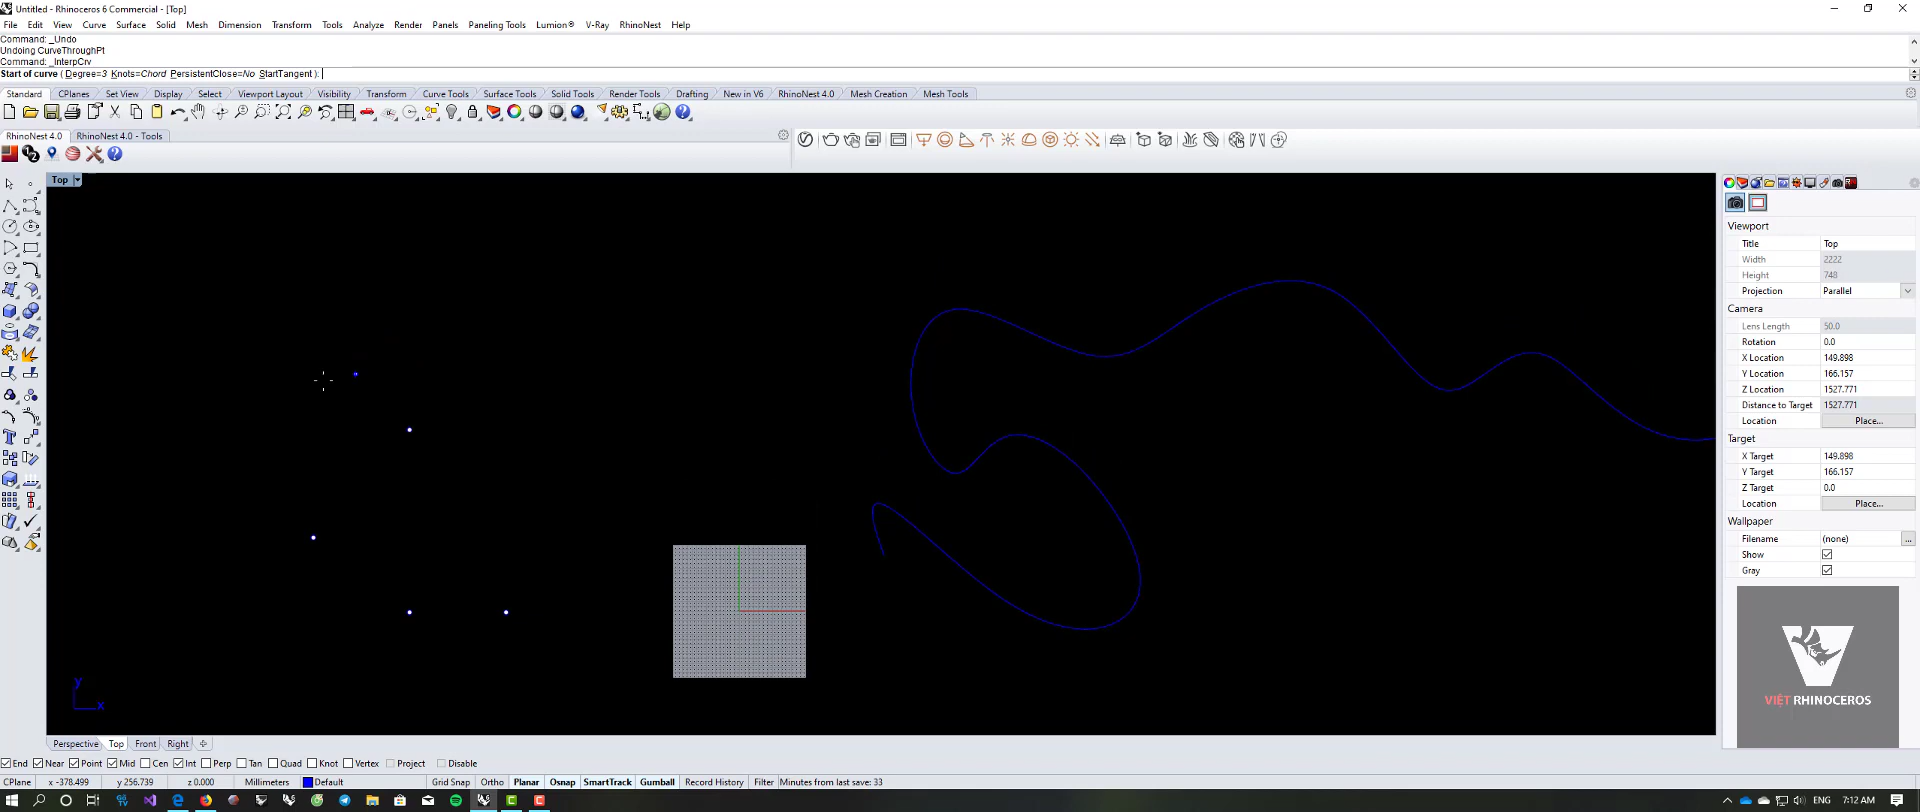 Untitled - Rhinoceros 6 Commercial - [Top]
File Edit View Curve Surface Solid Mesh Dimension Transform Tools Analyze Render Panels Paneling Tools Lumion® V-Ray RhinoNest Help
Command: _Undo
Undoing CurveThroughPt
Command: _InterpCrv
Start of curve ( Degree=3 Knots=Chord PersistentClose=No StartTangent ):
Standard CPlanes Set View Display Select Viewport Layout Visibility Transform Curve Tools Surface Tools Solid Tools Render Tools Drafting New in V6 RhinoNest 4.0 Mesh Creation Mesh Tools
RhinoNest 4.0 RhinoNest 4.0 - Tools
Top
Viewport
Title Top
Width 2222
Height 748
Projection Parallel
Camera
Lens Length 50.0
Rotation 0.0
X Location 149.898
Y Location 166.157
Z Location 1527.771
Distance to Target 1527.771
Location Place...
Target
X Target 149.898
Y Target 166.157
Z Target 0.0
Location Place...
Wallpaper
Filename (none) ...
Show
Gray
VIỆT RHINOCEROS
y
x
Perspective Top Front Right
End Near Point Mid Cen Int Perp Tan Quad Knot Vertex Project Disable
CPlane x -378.499 y 256.739 z 0.000 Millimeters Default Grid Snap Ortho Planar Osnap SmartTrack Gumball Record History Filter Minutes from last save: 33
ENG 7:12 AM